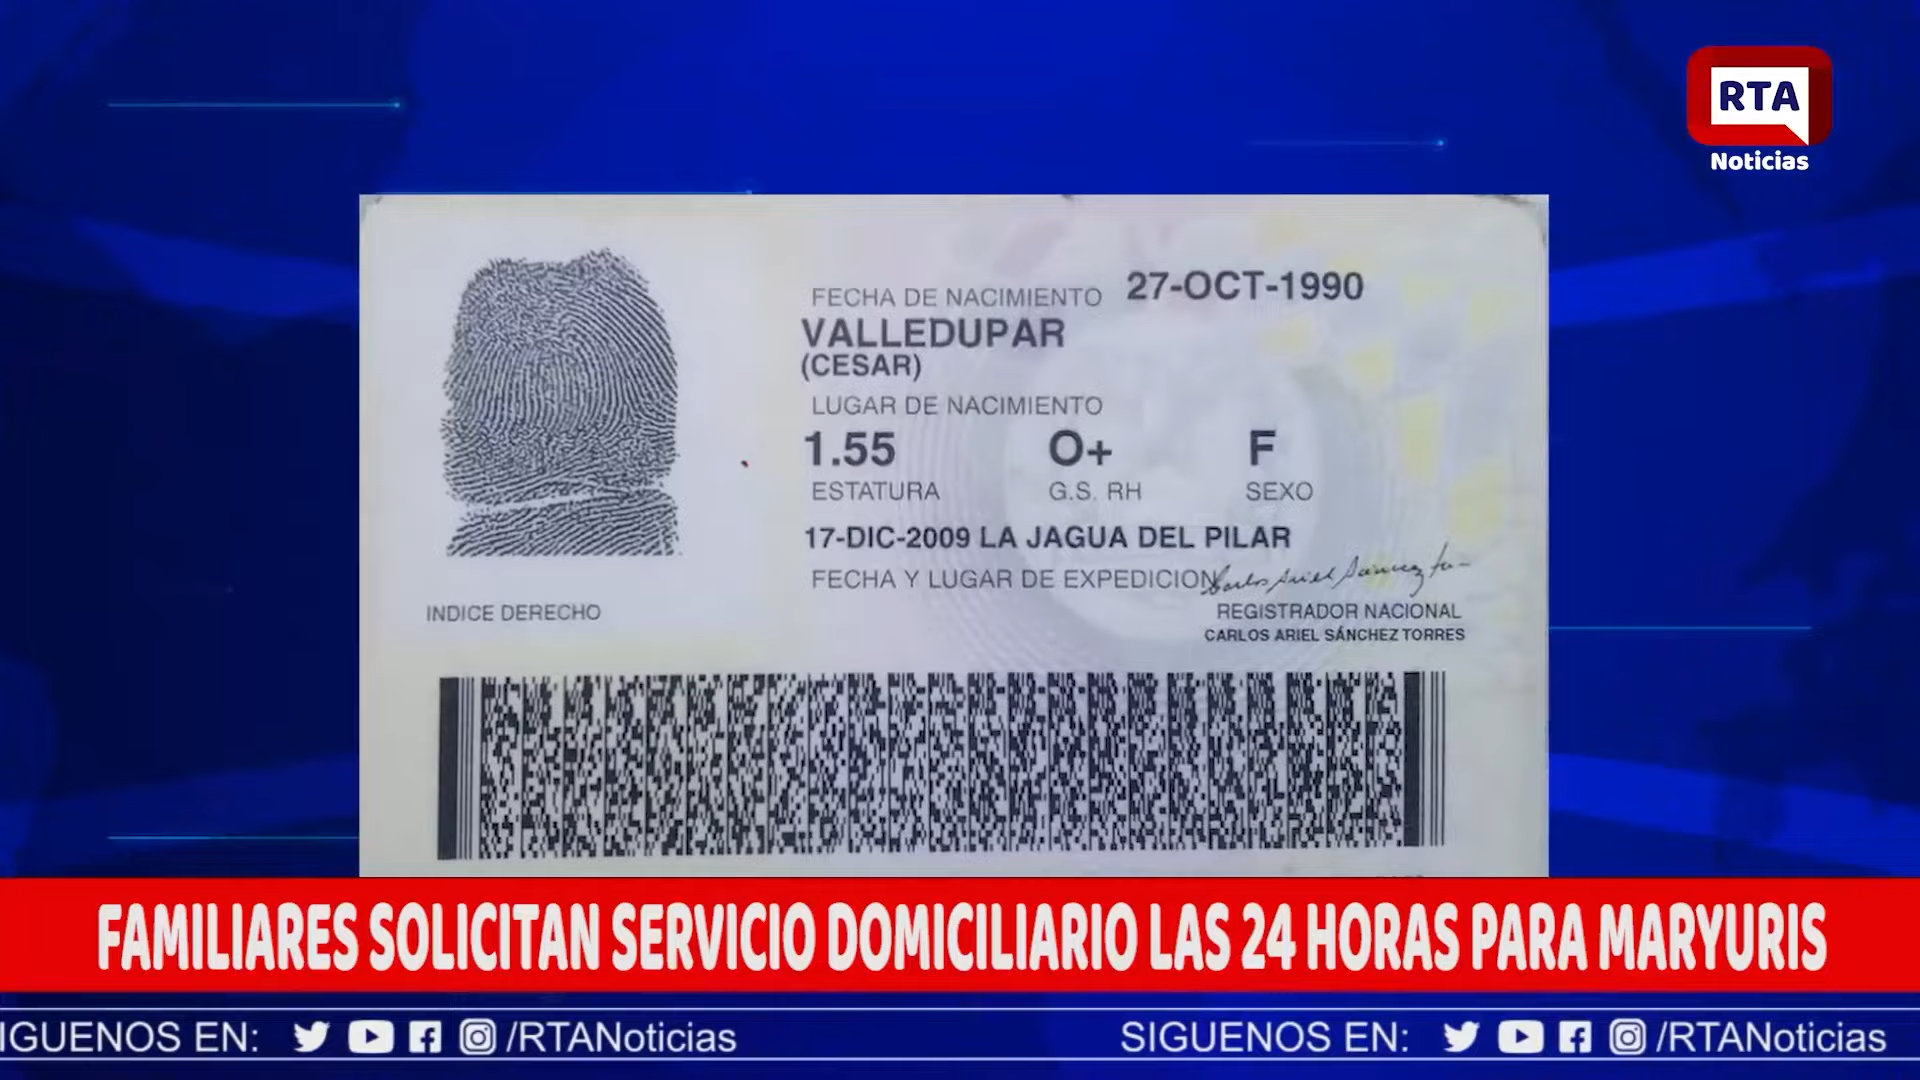 RTA
Noticias
FECHA DE NACIMIENTO 27-OCT-1990
VALLEDUPAR
(CESAR)
LUGAR DE NACIMIENTO
1.55 O+ F
ESTATURA G.S. RH SEXO
17-DIC-2009 LA JAGUA DEL PILAR
FECHA Y LUGAR DE EXPEDICION
INDICE DERECHO
REGISTRADOR NACIONAL
CARLOS ARIEL SÁNCHEZ TORRES
FAMILIARES SOLICITAN SERVICIO DOMICILIARIO LAS 24 HORAS PARA MARYURIS
IGUENOS EN: /RTANoticias SIGUENOS EN: /RTANoticias